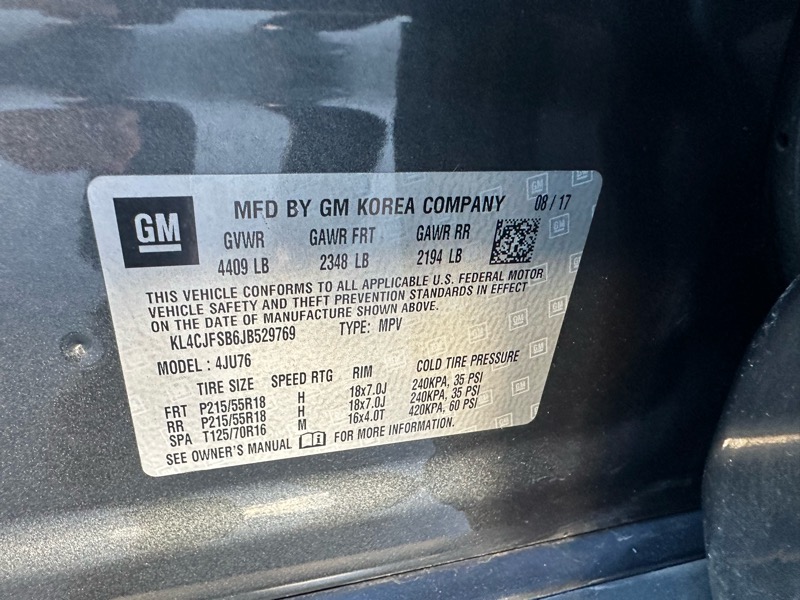 GM MFD BY GM KOREA COMPANY 08/17
GVWR GAWR FRT GAWR RR
4409 LB 2348 LB 2194 LB
THIS VEHICLE CONFORMS TO ALL APPLICABLE U.S. FEDERAL MOTOR
VEHICLE SAFETY AND THEFT PREVENTION STANDARDS IN EFFECT
ON THE DATE OF MANUFACTURE SHOWN ABOVE.
KL4CJFSB6JB529769 TYPE: MPV
MODEL : 4JU76
TIRE SIZE SPEED RTG RIM COLD TIRE PRESSURE
FRT P215/55R18 H 18x7.0J 240KPA, 35 PSI
RR P215/55R18 H 18x7.0J 240KPA, 35 PSI
SPA T125/70R16 M 16x4.0T 420KPA, 60 PSI
SEE OWNER'S MANUAL FOR MORE INFORMATION.